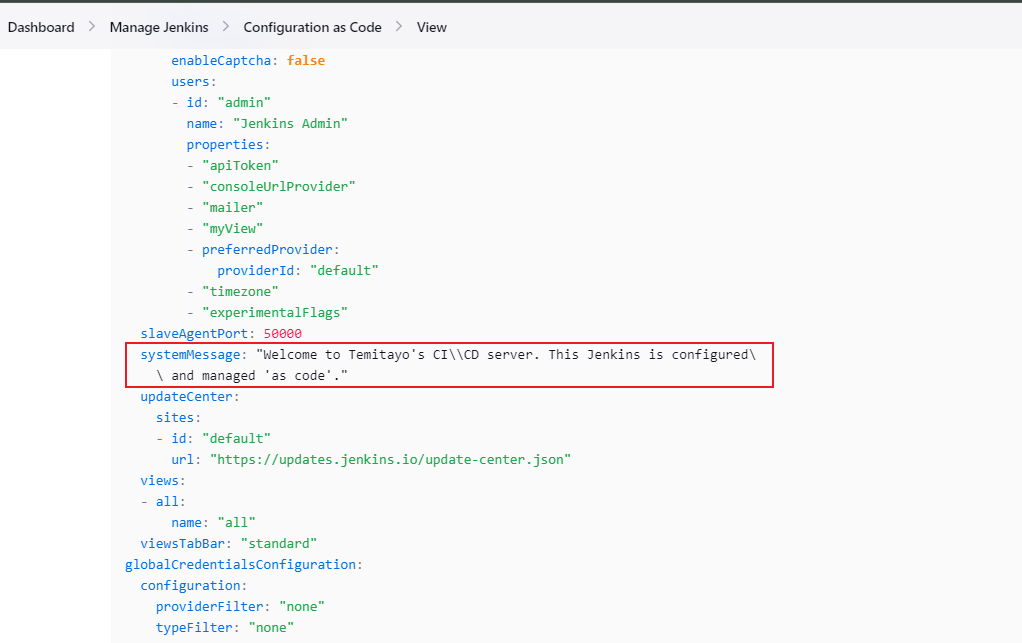 Dashboard > Manage Jenkins > Configuration as Code > View
enableCaptcha: false
users:
- id: "admin"
name: "Jenkins Admin"
properties:
- "apiToken"
- "consoleUrlProvider"
- "mailer"
- "myView"
- preferredProvider:
providerId: "default"
- "timezone"
- "experimentalFlags"
slaveAgentPort: 50000
systemMessage: "Welcome to Temitayo's CI\\CD server. This Jenkins is configured\
\ and managed 'as code'."
updateCenter:
sites:
- id: "default"
url: "https://updates.jenkins.io/update-center.json"
views:
- all:
name: "all"
viewsTabBar: "standard"
globalCredentialsConfiguration:
configuration:
providerFilter: "none"
typeFilter: "none"